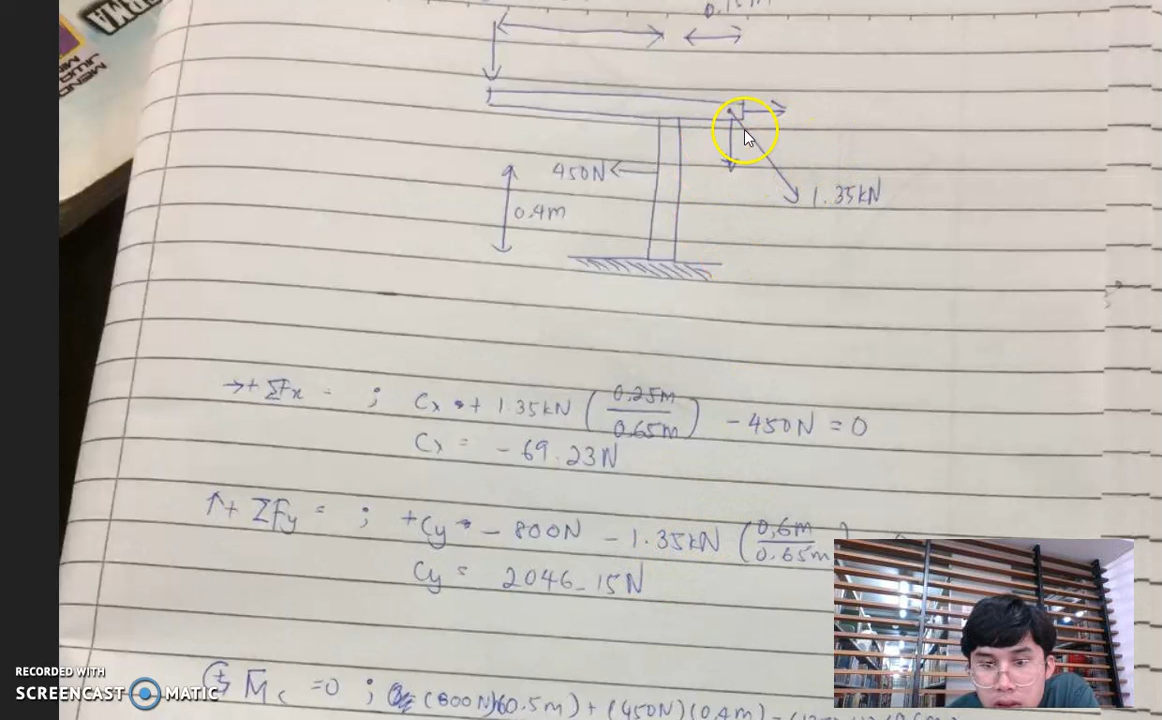 ERMA
450N
0.4m
1.35kN
→+ ΣFx = ; Cx + 1.35kN (0.25m / 0.65m) - 450N = 0
Cx = - 69.23N
↑+ ΣFy = ; +Cy - 800N - 1.35kN (0.6m / 0.65m
Cy = 2046.15N
Mc =0 ; (800N)(0.5m) + (450N)(0.4m)
RECORDED WITH
SCREENCAST MATIC